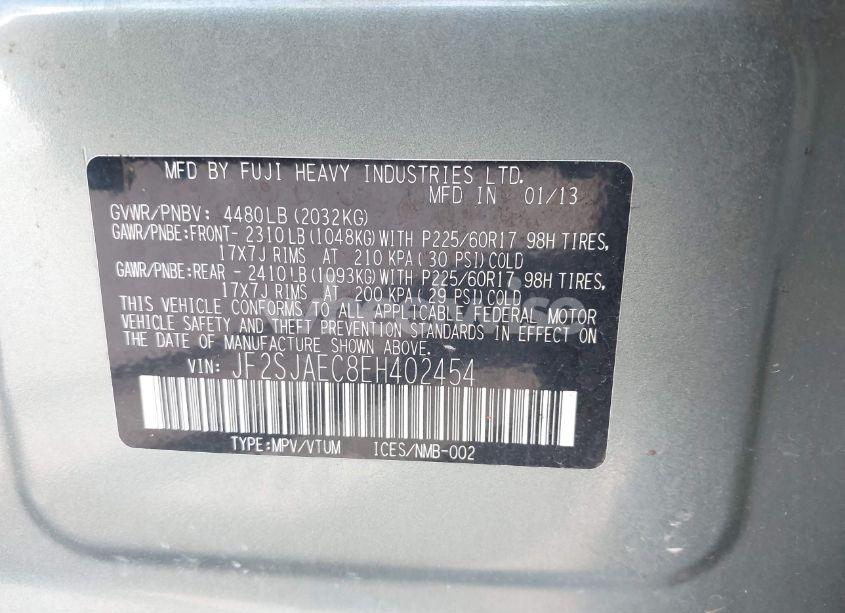 MFD BY FUJI HEAVY INDUSTRIES LTD.
MFD IN 01/13
GVWR/PNBV: 4480LB(2032KG)
GAWR/PNBE:FRONT- 2310LB(1048KG)WITH P225/60R17 98H TIRES,
17X7J RIMS AT 210 KPA(30 PSI)COLD
GAWR/PNBE:REAR - 2410LB(1093KG)WITH P225/60R17 98H TIRES,
17X7J RIMS AT 200 KPA(29 PSI)COLD
THIS VEHICLE CONFORMS TO ALL APPLICABLE FEDERAL MOTOR
VEHICLE SAFETY AND THEFT PREVENTION STANDARDS IN EFFECT ON
THE DATE OF MANUFACTURE SHOWN ABOVE.
VIN: JF2SJAEC8EH402454
TYPE:MPV/VTUM ICES/NMB-002